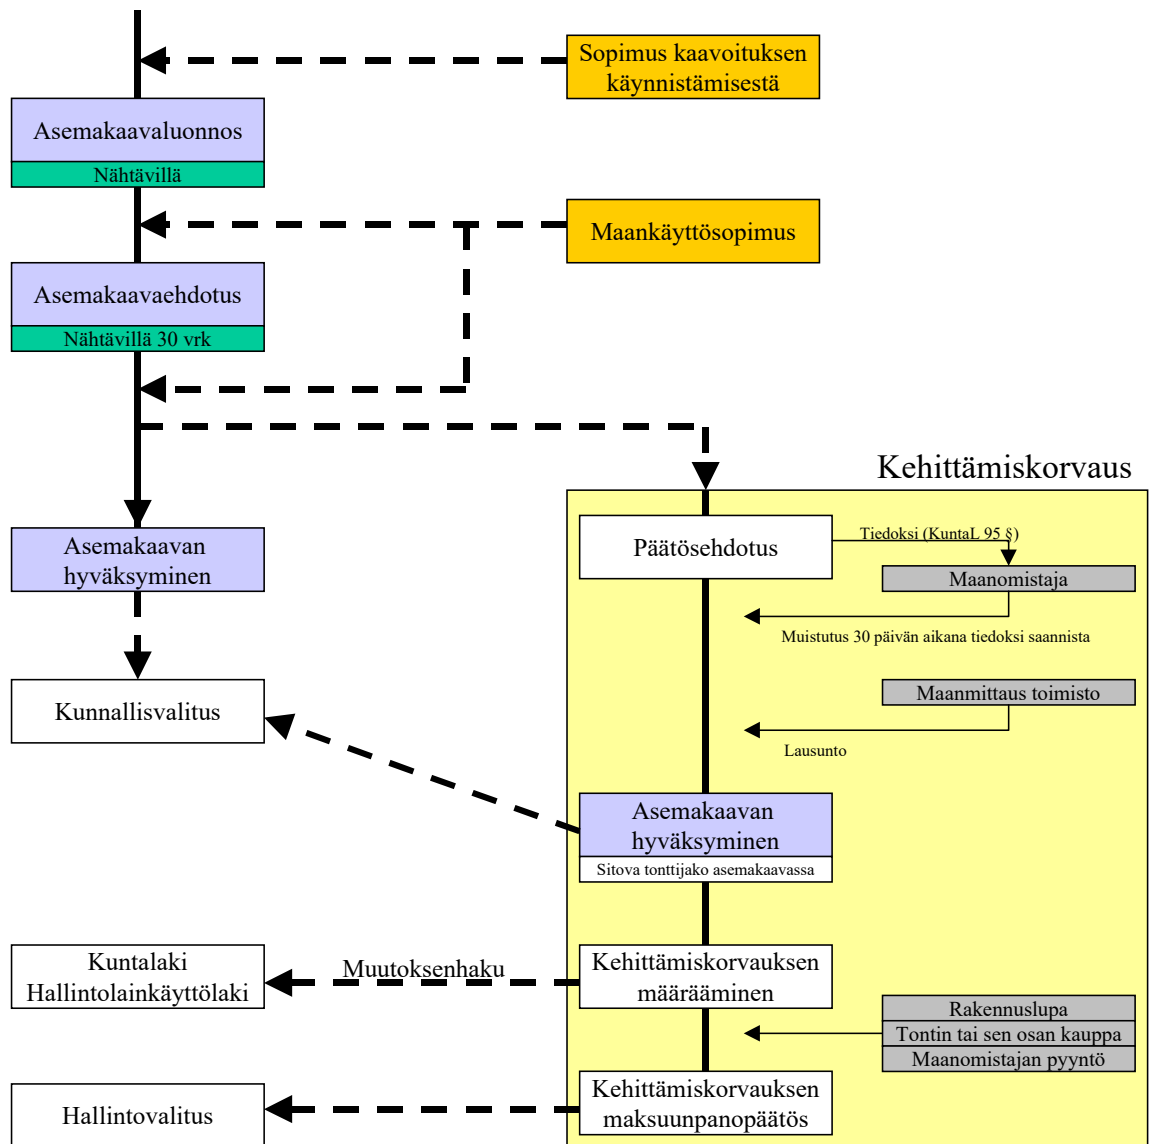 Sopimus kaavoituksen
käynnistämisestä
Asemakaavaluonnos
Nähtävillä
Maankäyttösopimus
Asemakaavaehdotus
Nähtävillä 30 vrk
Kehittämiskorvaus
Asemakaavan
hyväksyminen
Päätösehdotus
Tiedoksi (KuntaL 95 §)
Maanomistaja
Muistutus 30 päivän aikana tiedoksi saannista
Kunnallisvalitus
Maanmittaus toimisto
Lausunto
Asemakaavan
hyväksyminen
Sitova tonttijako asemakaavassa
Kuntalaki
Hallintolainkäyttölaki
Muutoksenhaku
Kehittämiskorvauksen
määrääminen
Rakennuslupa
Tontin tai sen osan kauppa
Maanomistajan pyyntö
Hallintovalitus
Kehittämiskorvauksen
maksuunpanopäätös